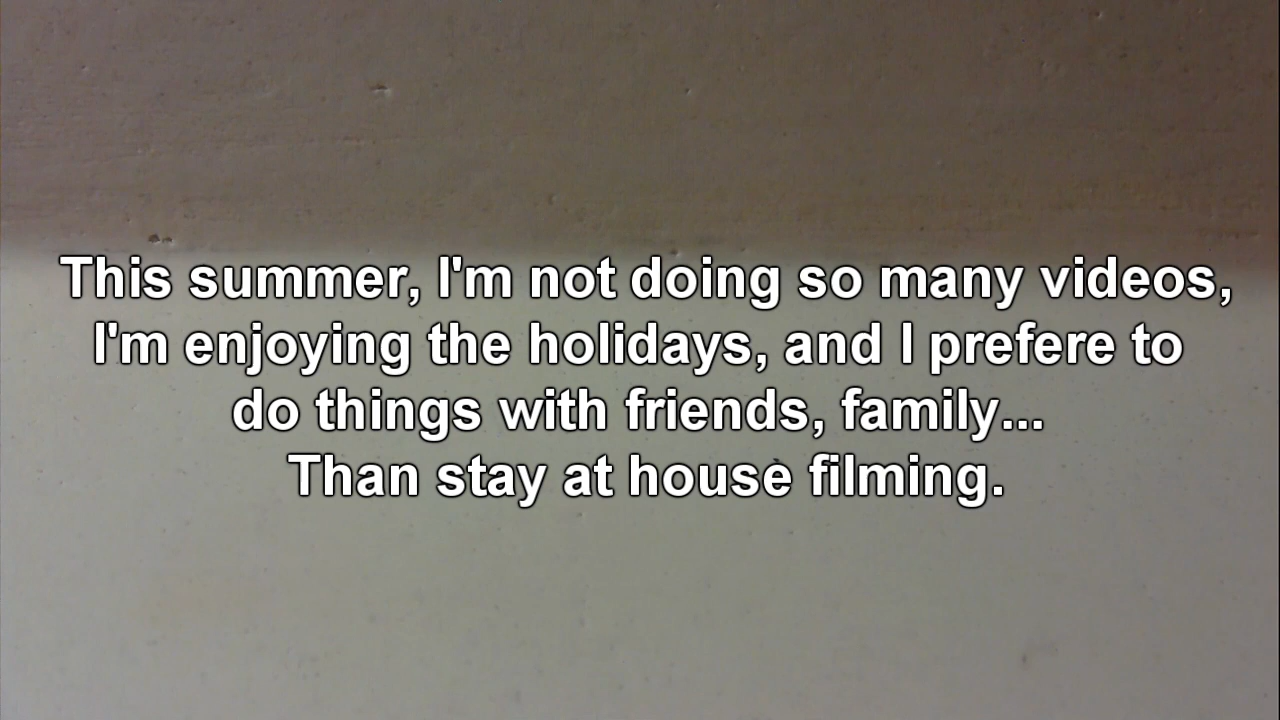 This summer, I'm not doing so many videos,
I'm enjoying the holidays, and I prefere to
do things with friends, family...
Than stay at house filming.